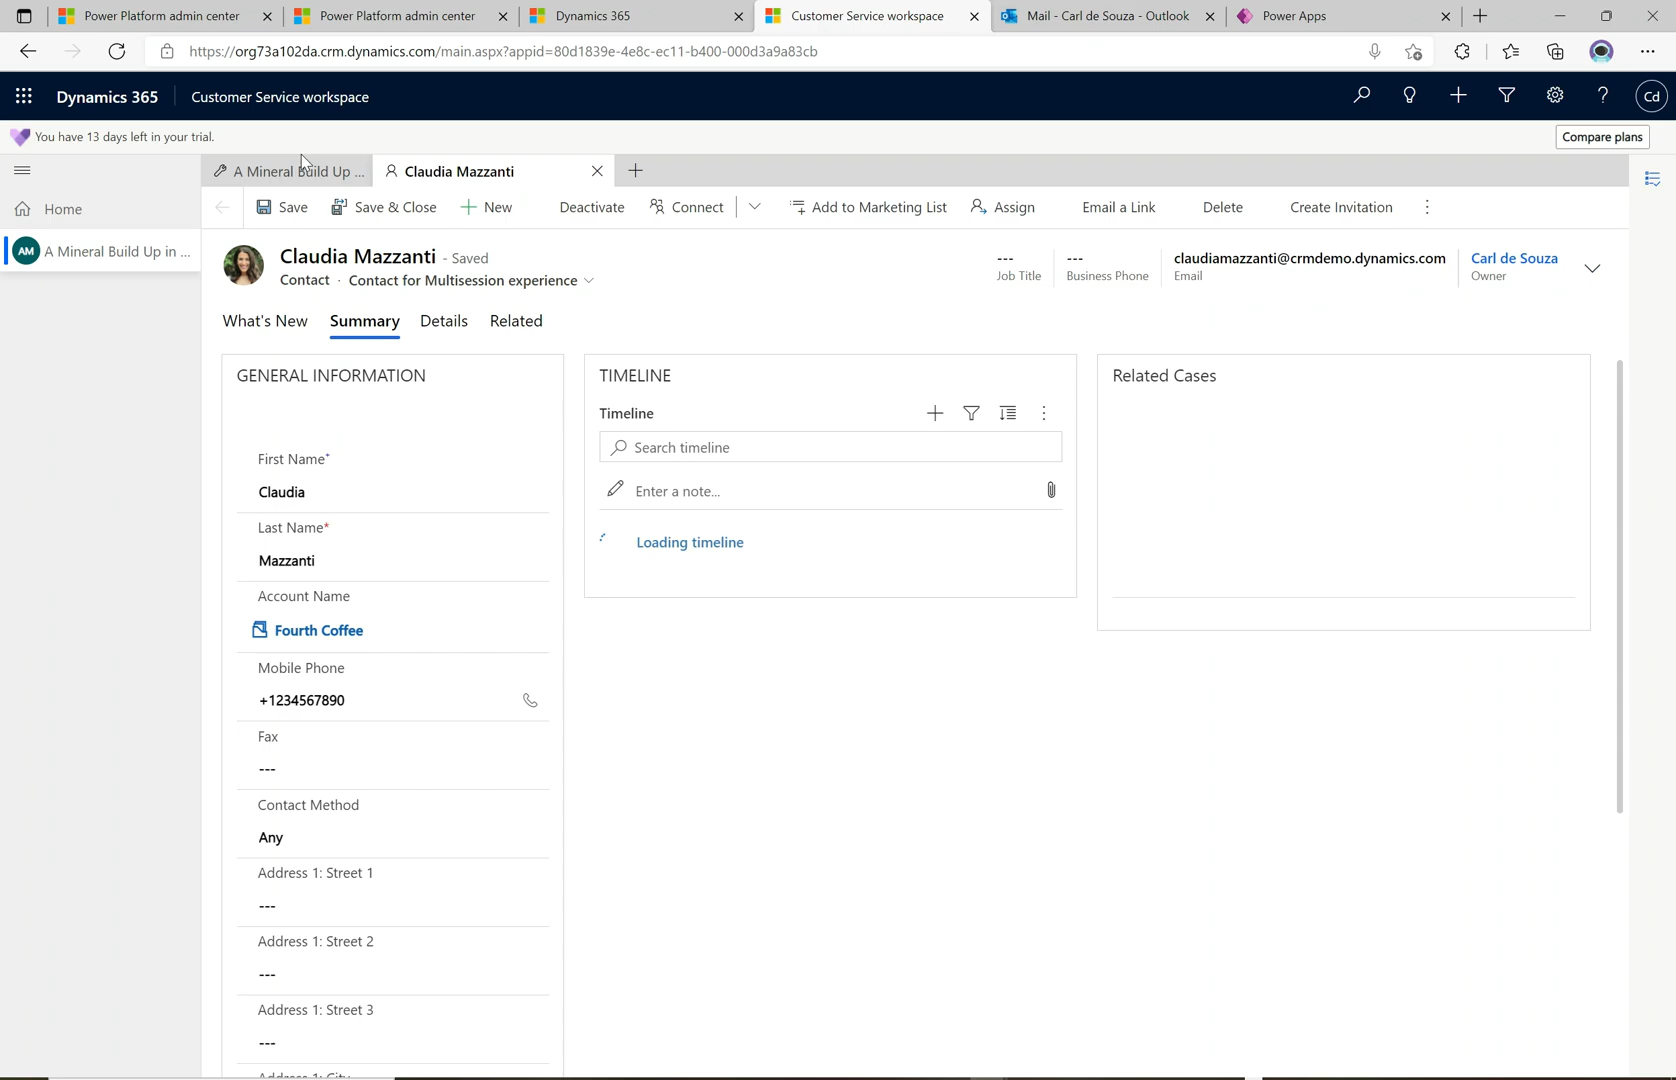 Power Platform admin center
Power Platform admin center
Dynamics 365
Customer Service workspace
Mail - Carl de Souza - Outlook
Power Apps
https://org73a102da.crm.dynamics.com/main.aspx?appid=80d1839e-4e8c-ec11-b400-000d3a9a83cb
Dynamics 365
Customer Service workspace
Cd
You have 13 days left in your trial.
Compare plans
A Mineral Build Up ...
Claudia Mazzanti
Home
AM
A Mineral Build Up in ...
Save
Save & Close
New
Deactivate
Connect
Add to Marketing List
Assign
Email a Link
Delete
Create Invitation
Claudia Mazzanti - Saved
Contact · Contact for Multisession experience
---
Job Title
---
Business Phone
claudiamazzanti@crmdemo.dynamics.com
Email
Carl de Souza
Owner
What's New
Summary
Details
Related
GENERAL INFORMATION
First Name+
Claudia
Last Name*
Mazzanti
Account Name
Fourth Coffee
Mobile Phone
+1234567890
Fax
---
Contact Method
Any
Address 1: Street 1
---
Address 1: Street 2
---
Address 1: Street 3
---
Address 1: City
TIMELINE
Timeline
Search timeline
Enter a note...
Loading timeline
Related Cases